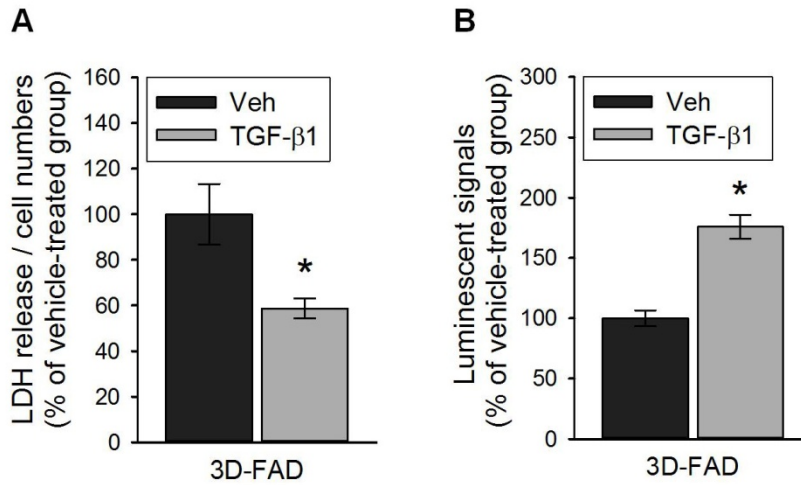 A
LDH release / cell numbers
(% of vehicle-treated group)
160
140
120
100
80
60
40
20
0
Veh
TGF-β1
*
3D-FAD
B
Luminescent signals
(% of vehicle-treated group)
300
250
200
150
100
50
0
Veh
TGF-β1
*
3D-FAD